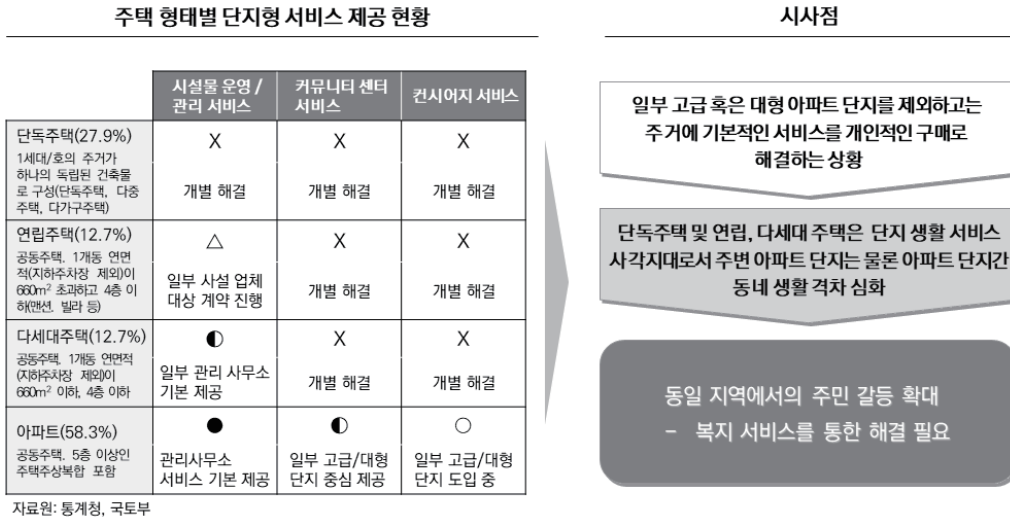 주택 형태별 단지형 서비스 제공 현황
시사점
시설물 운영 /
관리 서비스
커뮤니티 센터
서비스
컨시어지 서비스
단독주택(27.9%)
1세대/호의 주거가
하나의 독립된 건축물
로 구성(단독주택, 다중
주택, 다가구주택)
X
X
X
개별 해결
개별 해결
개별 해결
연립주택(12.7%)
공동주택. 1개동 연면
적(지하주차장 제외)이
660m² 초과하고 4층 이
하(맨션, 빌라 등)
△
X
X
일부 사설 업체
대상 계약 진행
개별 해결
개별 해결
다세대주택(12.7%)
공동주택. 1개동 연면적
(지하주차장 제외)이
660m² 이하, 4층 이하
◐
X
X
일부 관리 사무소
기본 제공
개별 해결
개별 해결
아파트(58.3%)
공동주택. 5층 이상인
주택주상복합 포함
●
◐
○
관리사무소
서비스 기본 제공
일부 고급/대형
단지 중심 제공
일부 고급/대형
단지 도입 중
자료원: 통계청, 국토부
일부 고급 혹은 대형 아파트 단지를 제외하고는
주거에 기본적인 서비스를 개인적인 구매로
해결하는 상황
단독주택 및 연립, 다세대 주택은 단지 생활 서비스
사각지대로서 주변 아파트 단지는 물론 아파트 단지간
동네 생활 격차 심화
동일 지역에서의 주민 갈등 확대
– 복지 서비스를 통한 해결 필요